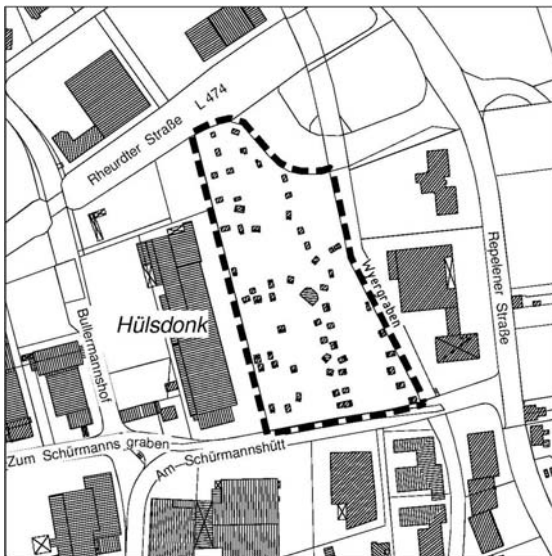 Rheurdter Straße L 474
Hülsdonk
Bullermannshof
Wyergraben
Repelener Straße
Zum Schürmanns graben
Am-Schürmannshütt